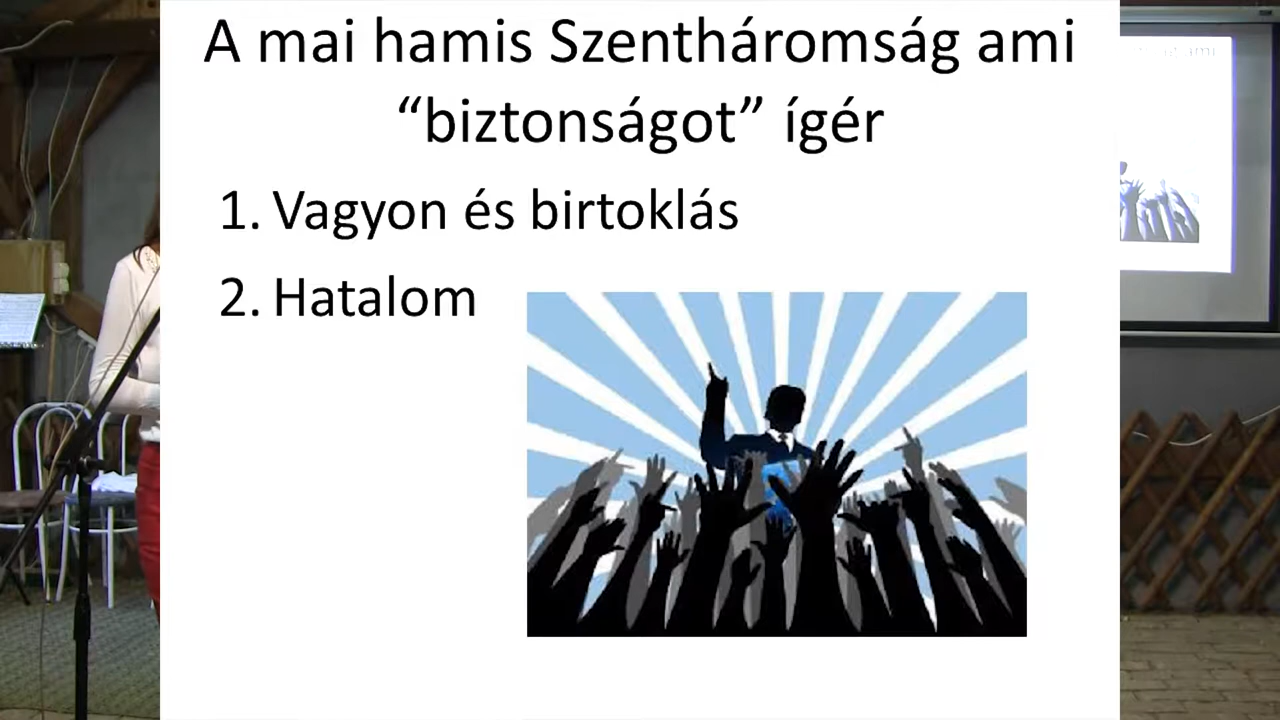 A mai hamis Szentháromság ami
“biztonságot” ígér
1. Vagyon és birtoklás
2. Hatalom